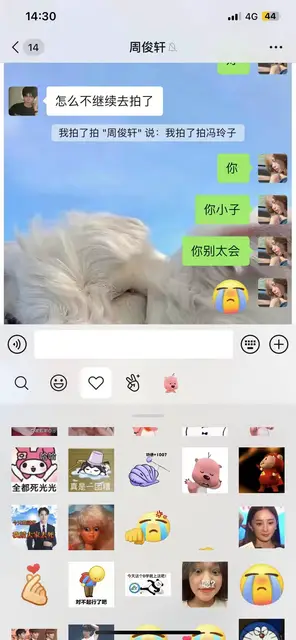 14:30
4G 44
14
周俊轩
怎么不继续去拍了
我拍了拍 "周俊轩" 说：我拍了拍冯玲子
你
你小子
你别太会
全都死光光
真是一团糟
对不起行了吧